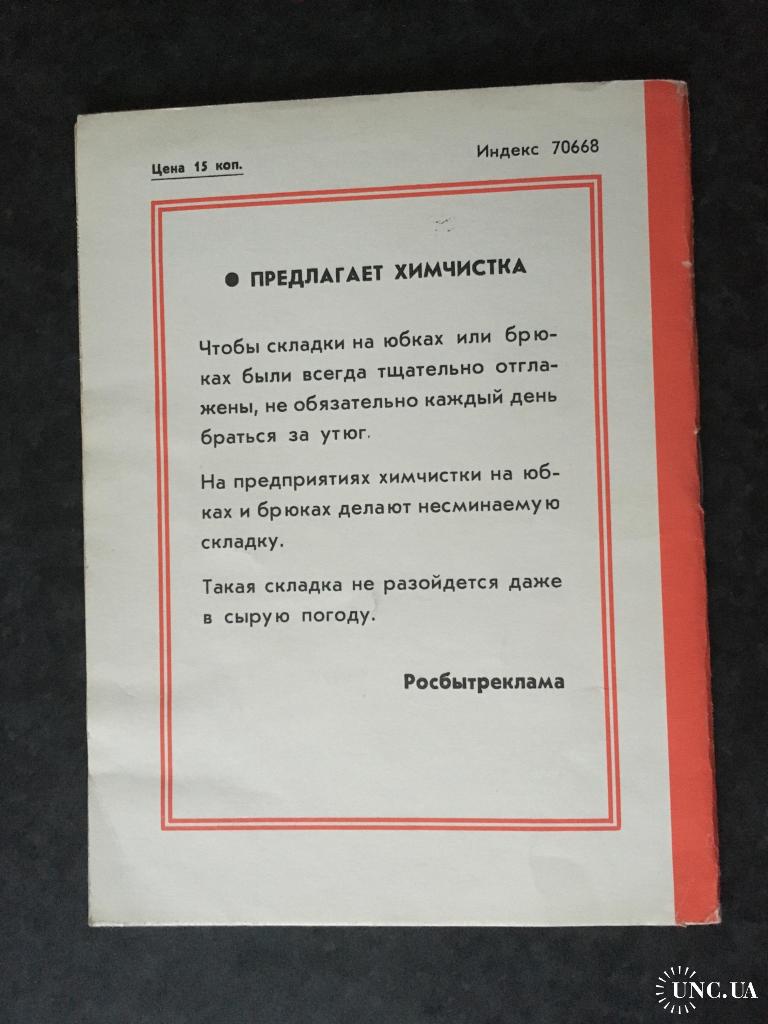 Цена 15 коп.
Индекс 70668
● ПРЕДЛАГАЕТ ХИМЧИСТКА
Чтобы складки на юбках или брю-
ках были всегда тщательно отгла-
жены, не обязательно каждый день
браться за утюг.
На предприятиях химчистки на юб-
ках и брюках делают несминаемую
складку.
Такая складка не разойдется даже
в сырую погоду.
Росбытреклама
UNC.UA